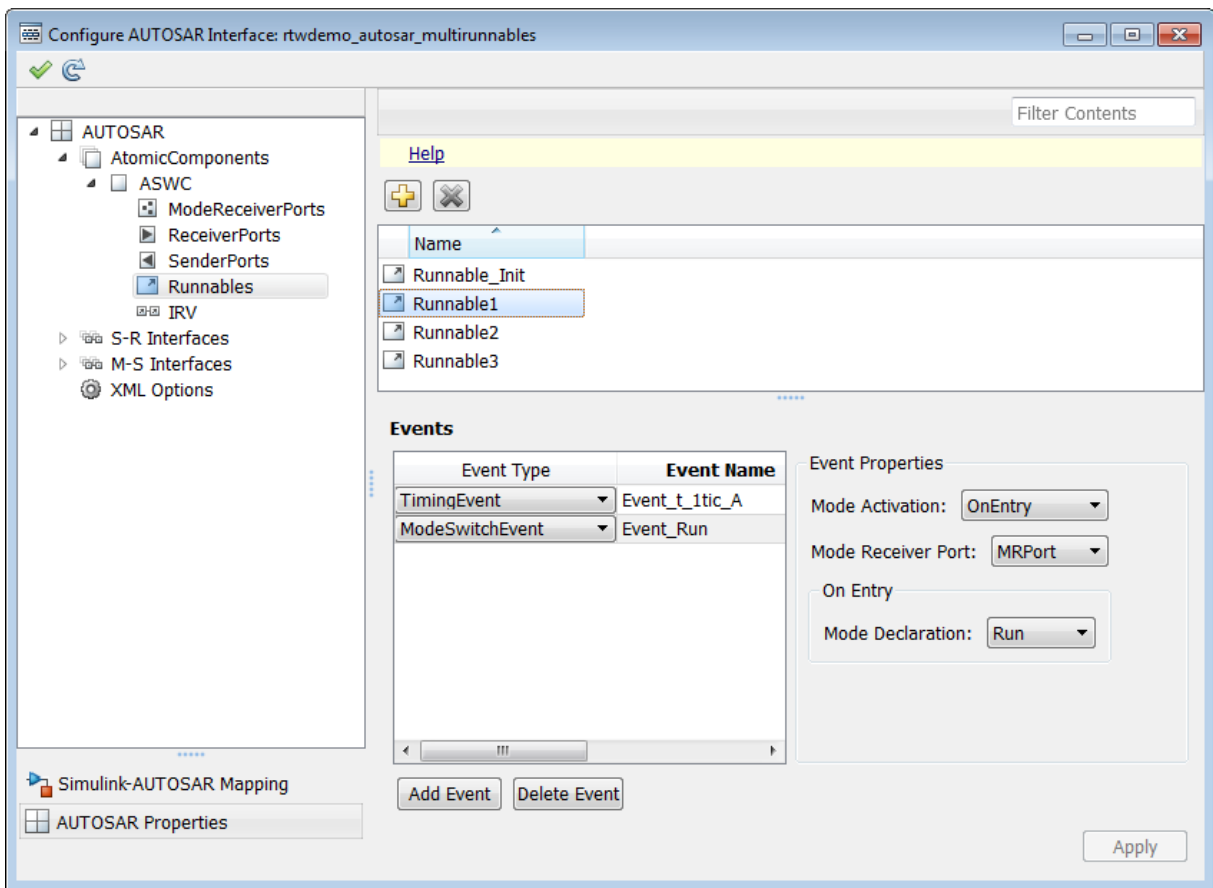 Configure AUTOSAR Interface: rtwdemo_autosar_multirunnables
Filter Contents
AUTOSAR
AtomicComponents
ASWC
ModeReceiverPorts
ReceiverPorts
SenderPorts
Runnables
IRV
S-R Interfaces
M-S Interfaces
XML Options
Simulink-AUTOSAR Mapping
AUTOSAR Properties
Help
Name
Runnable_Init
Runnable1
Runnable2
Runnable3
Events
Event Type Event Name
TimingEvent Event_t_1tic_A
ModeSwitchEvent Event_Run
Add Event Delete Event
Event Properties
Mode Activation: OnEntry
Mode Receiver Port: MRPort
On Entry
Mode Declaration: Run
Apply